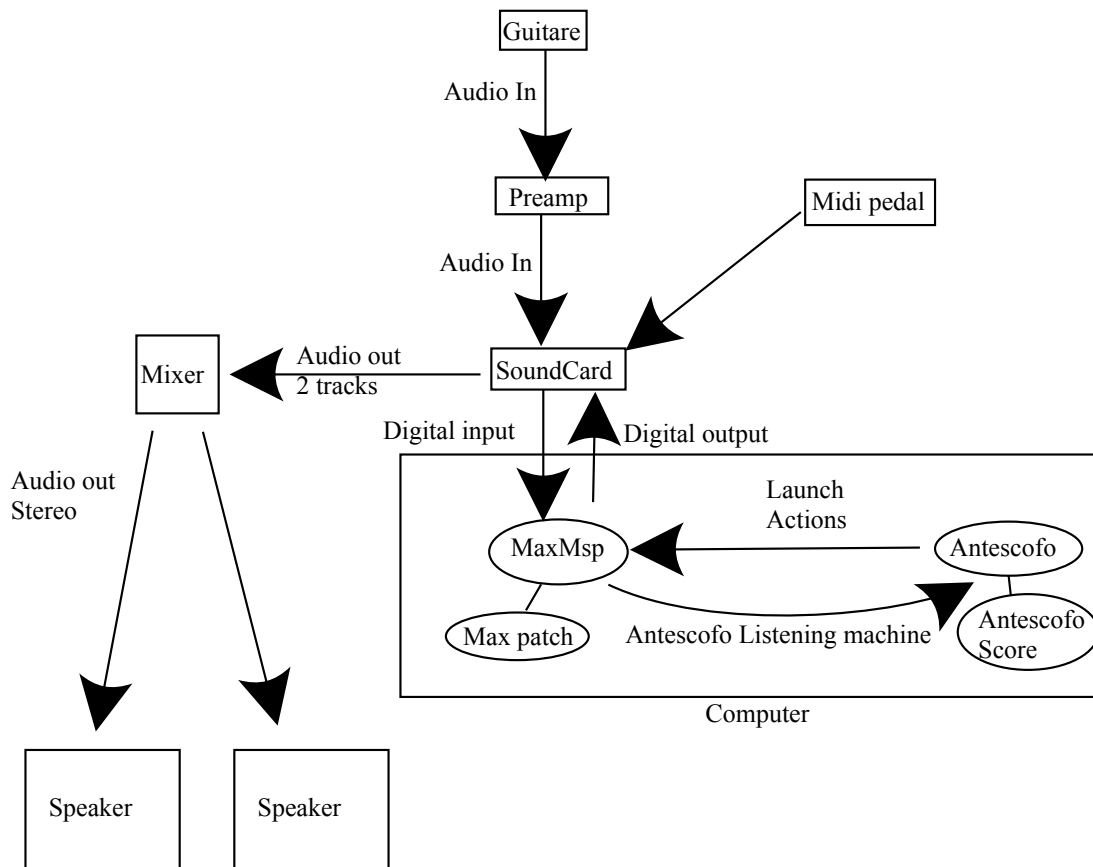 Guitare
Audio In
Preamp
Midi pedal
Audio In
SoundCard
Audio out
2 tracks
Mixer
Digital input
Digital output
Audio out
Stereo
Launch
Actions
MaxMsp
Antescofo
Max patch
Antescofo Listening machine
Antescofo
Score
Computer
Speaker
Speaker